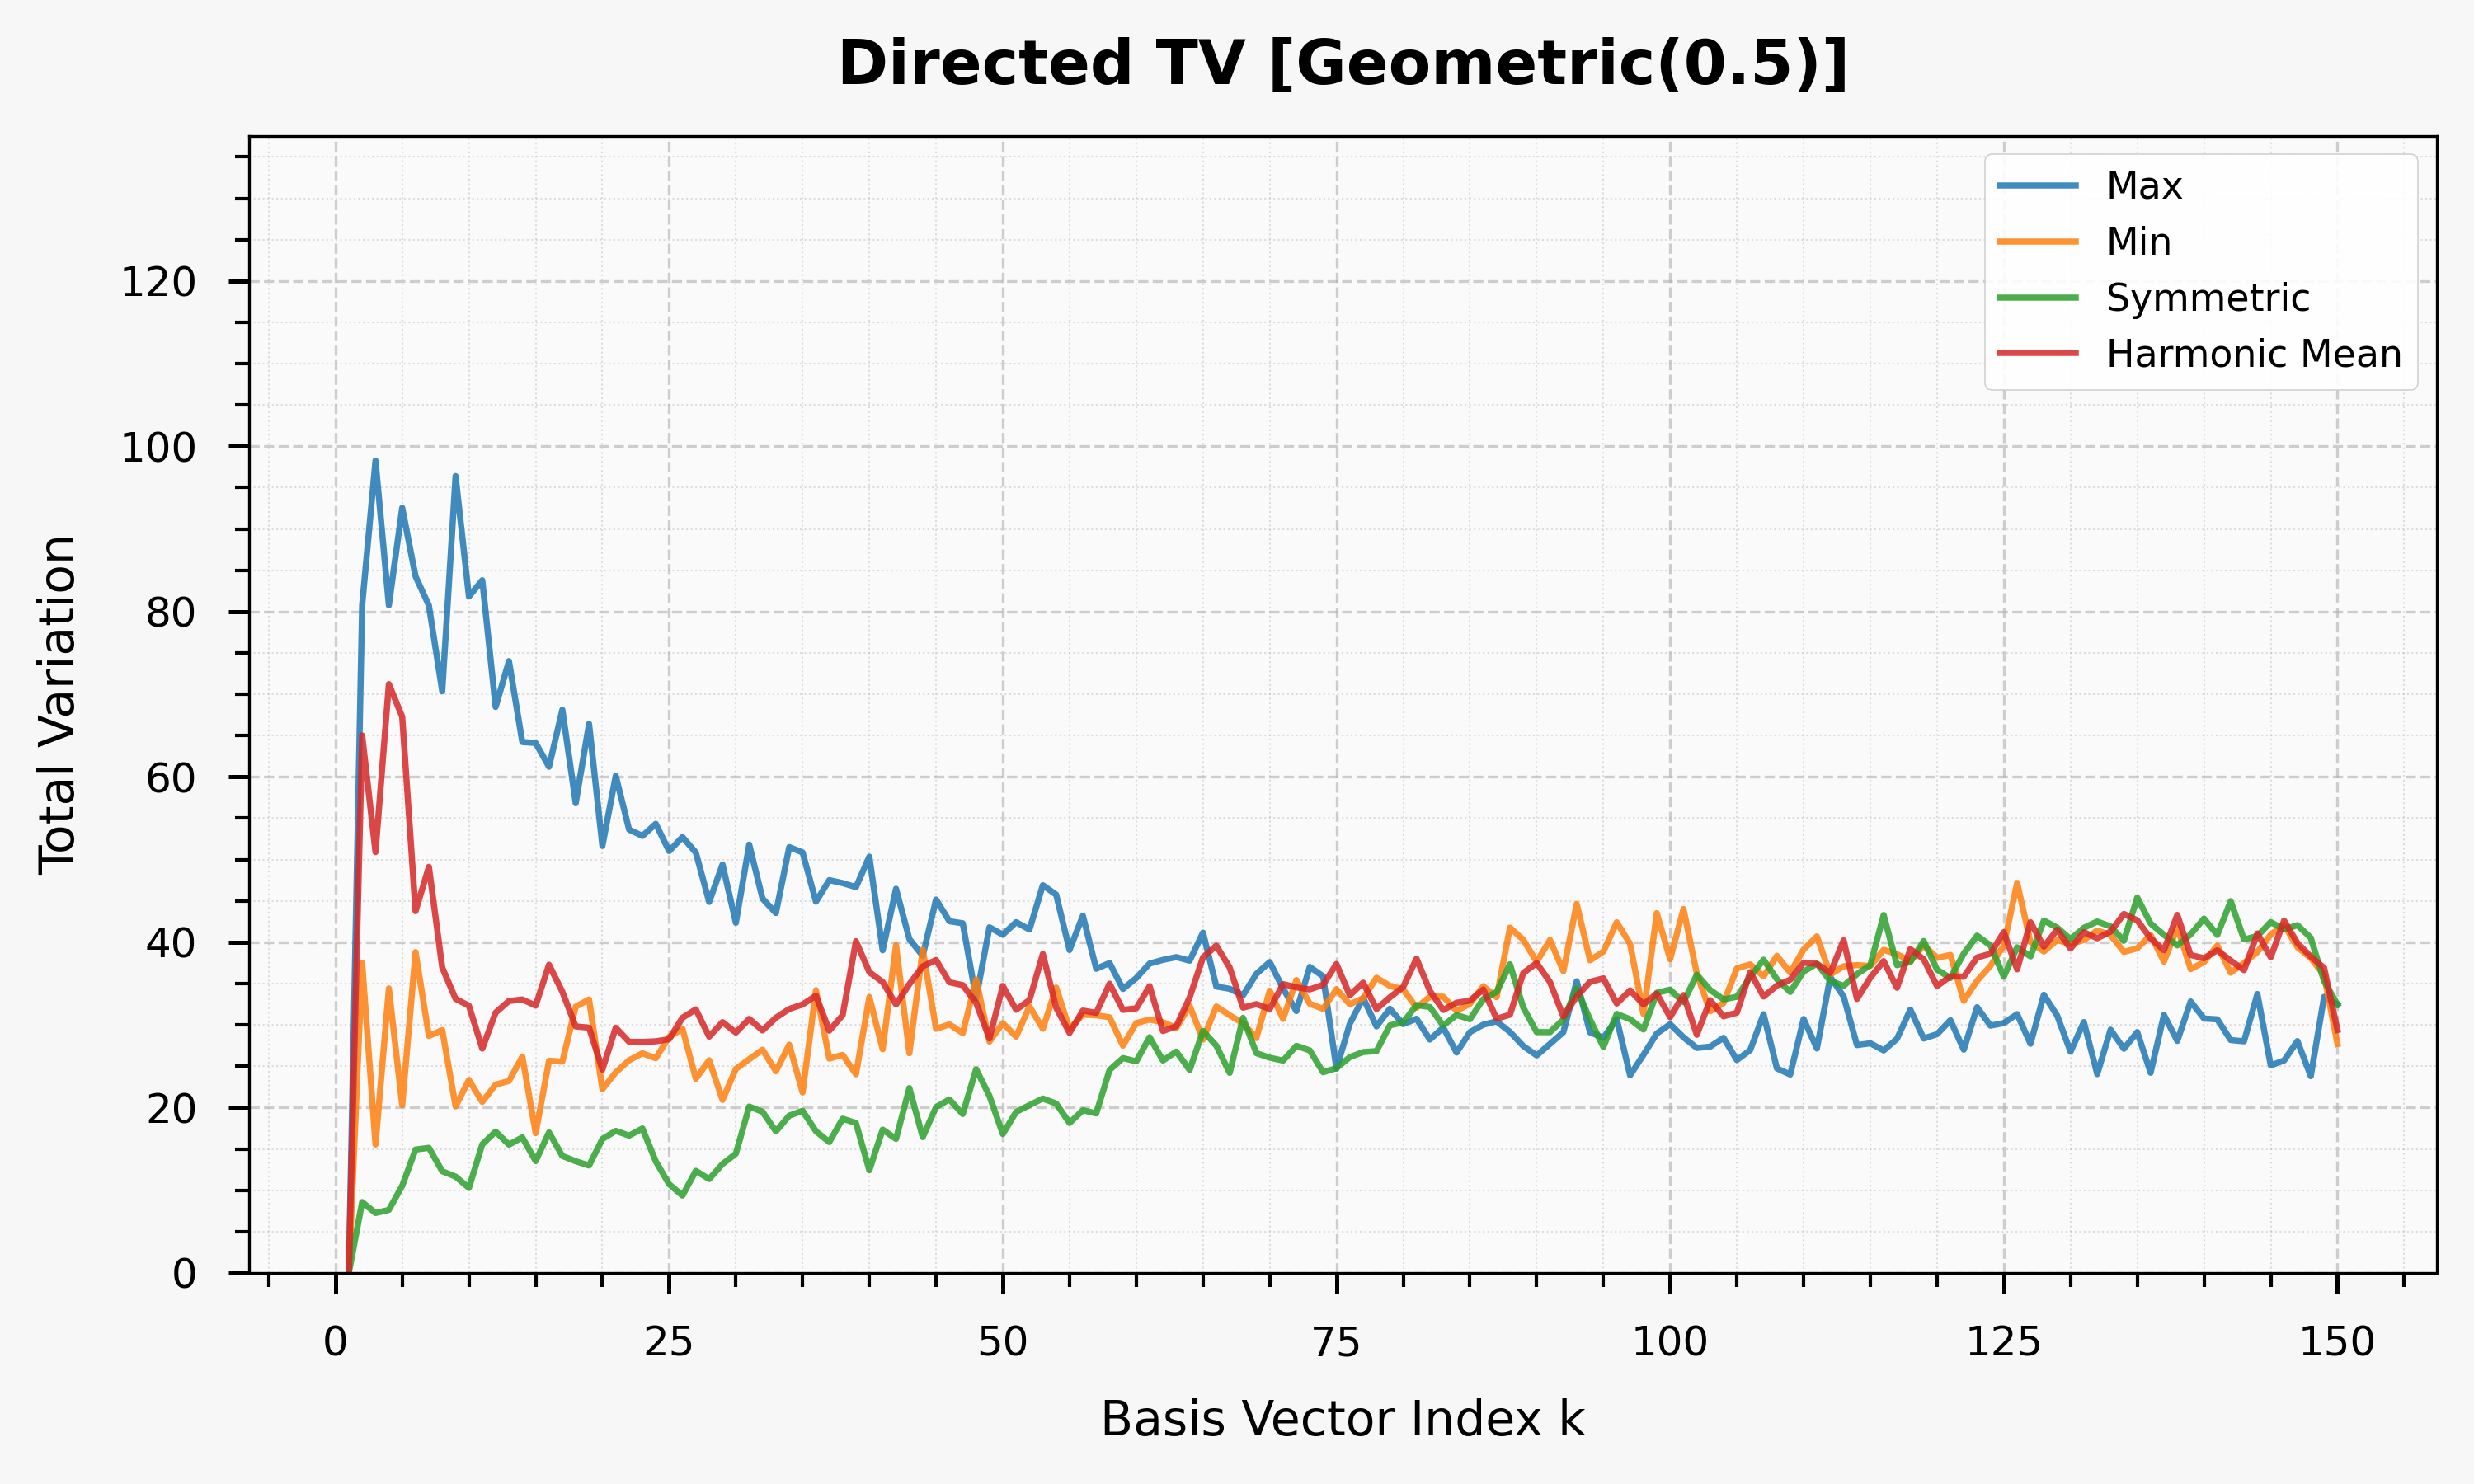 Directed TV [Geometric(0.5)]
Max
Min
Symmetric
Harmonic Mean
Total Variation
120
100
80
60
40
20
0
0 25 50 75 100 125 150
Basis Vector Index k